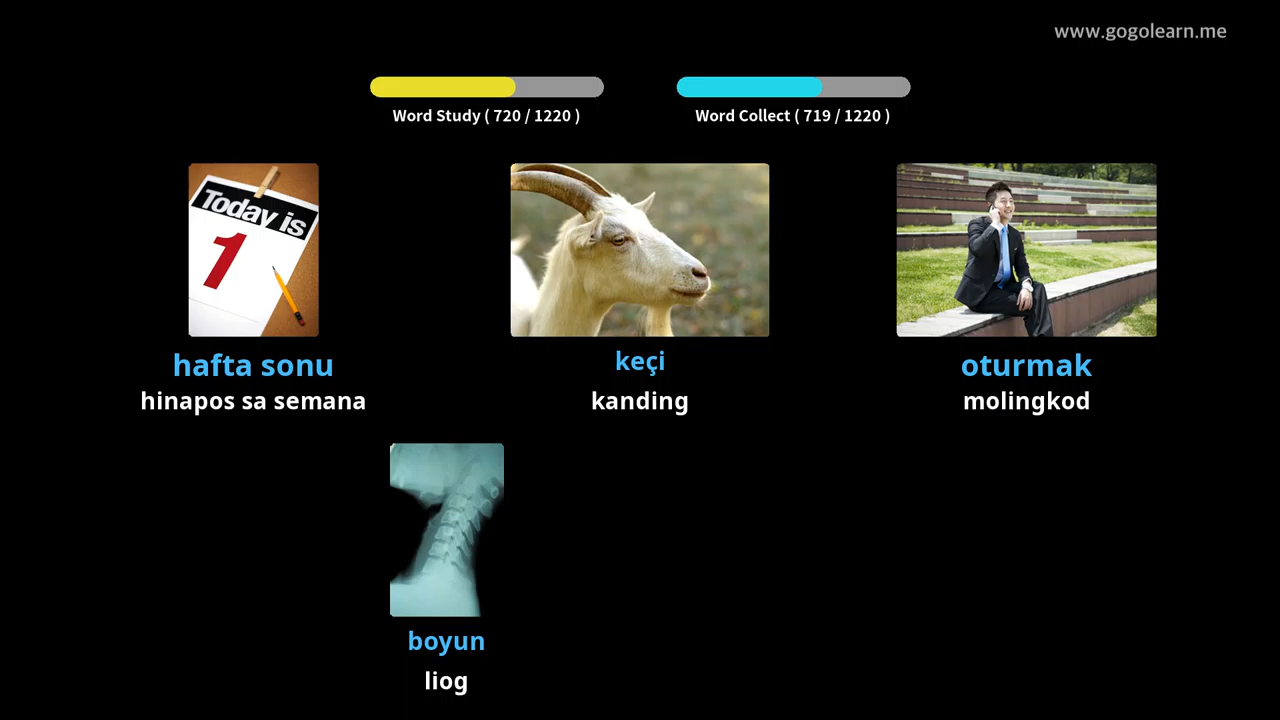 www.gogolearn.me
Word Study ( 720 / 1220 )
Word Collect ( 719 / 1220 )
Today is
1
hafta sonu
hinapos sa semana
keçi
kanding
oturmak
molingkod
boyun
liog